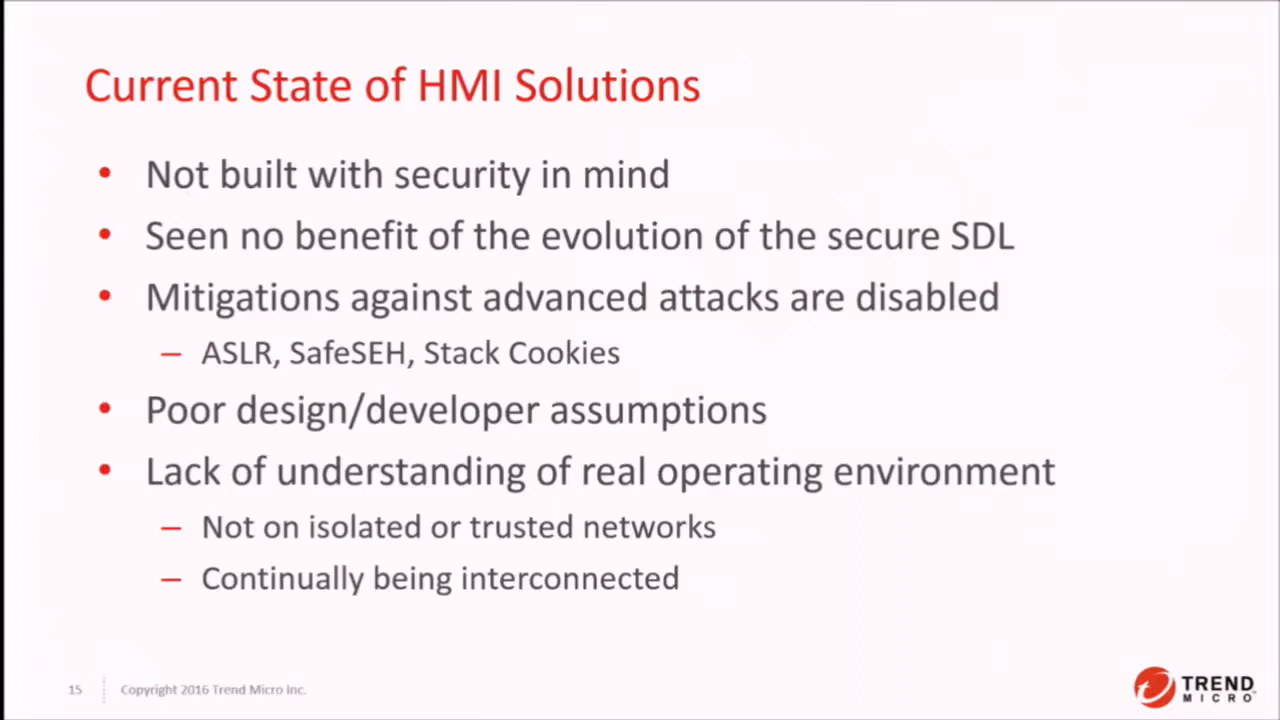 Current State of HMI Solutions
• Not built with security in mind
• Seen no benefit of the evolution of the secure SDL
• Mitigations against advanced attacks are disabled
– ASLR, SafeSEH, Stack Cookies
• Poor design/developer assumptions
• Lack of understanding of real operating environment
– Not on isolated or trusted networks
– Continually being interconnected
15
Copyright 2016 Trend Micro Inc.
TREND
MICRO